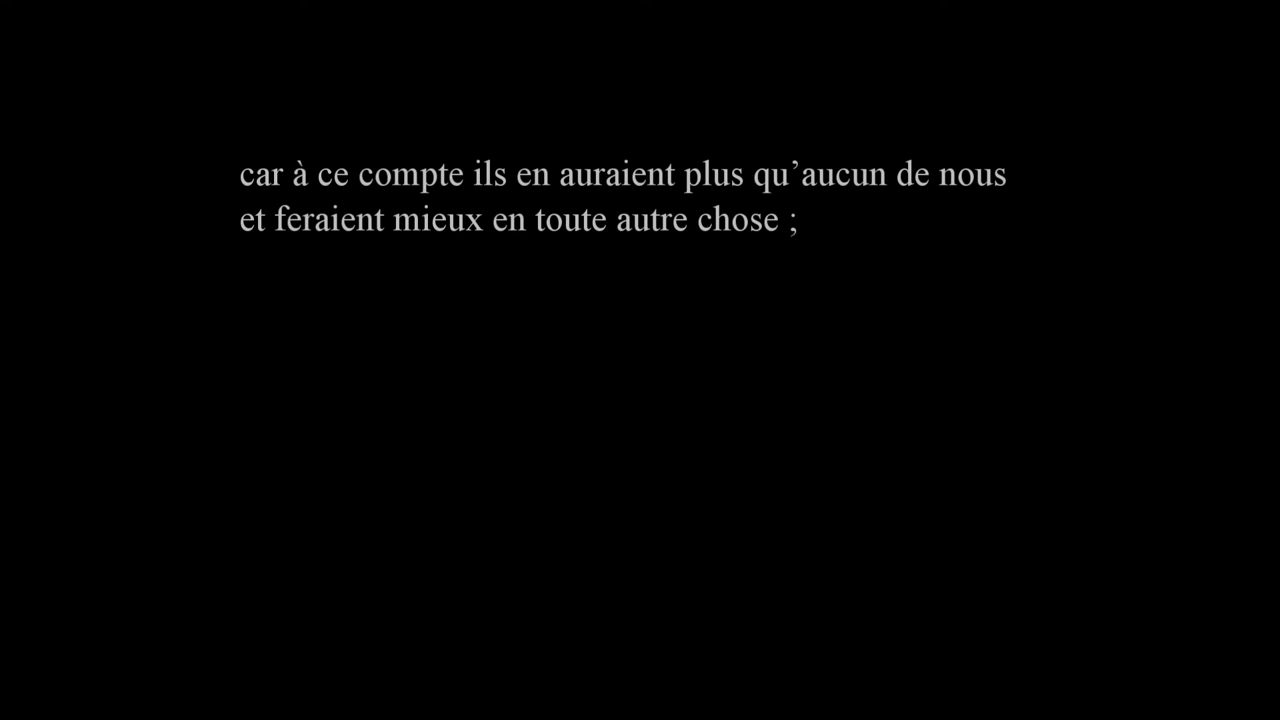 car à ce compte ils en auraient plus qu’aucun de nous
et feraient mieux en toute autre chose ;